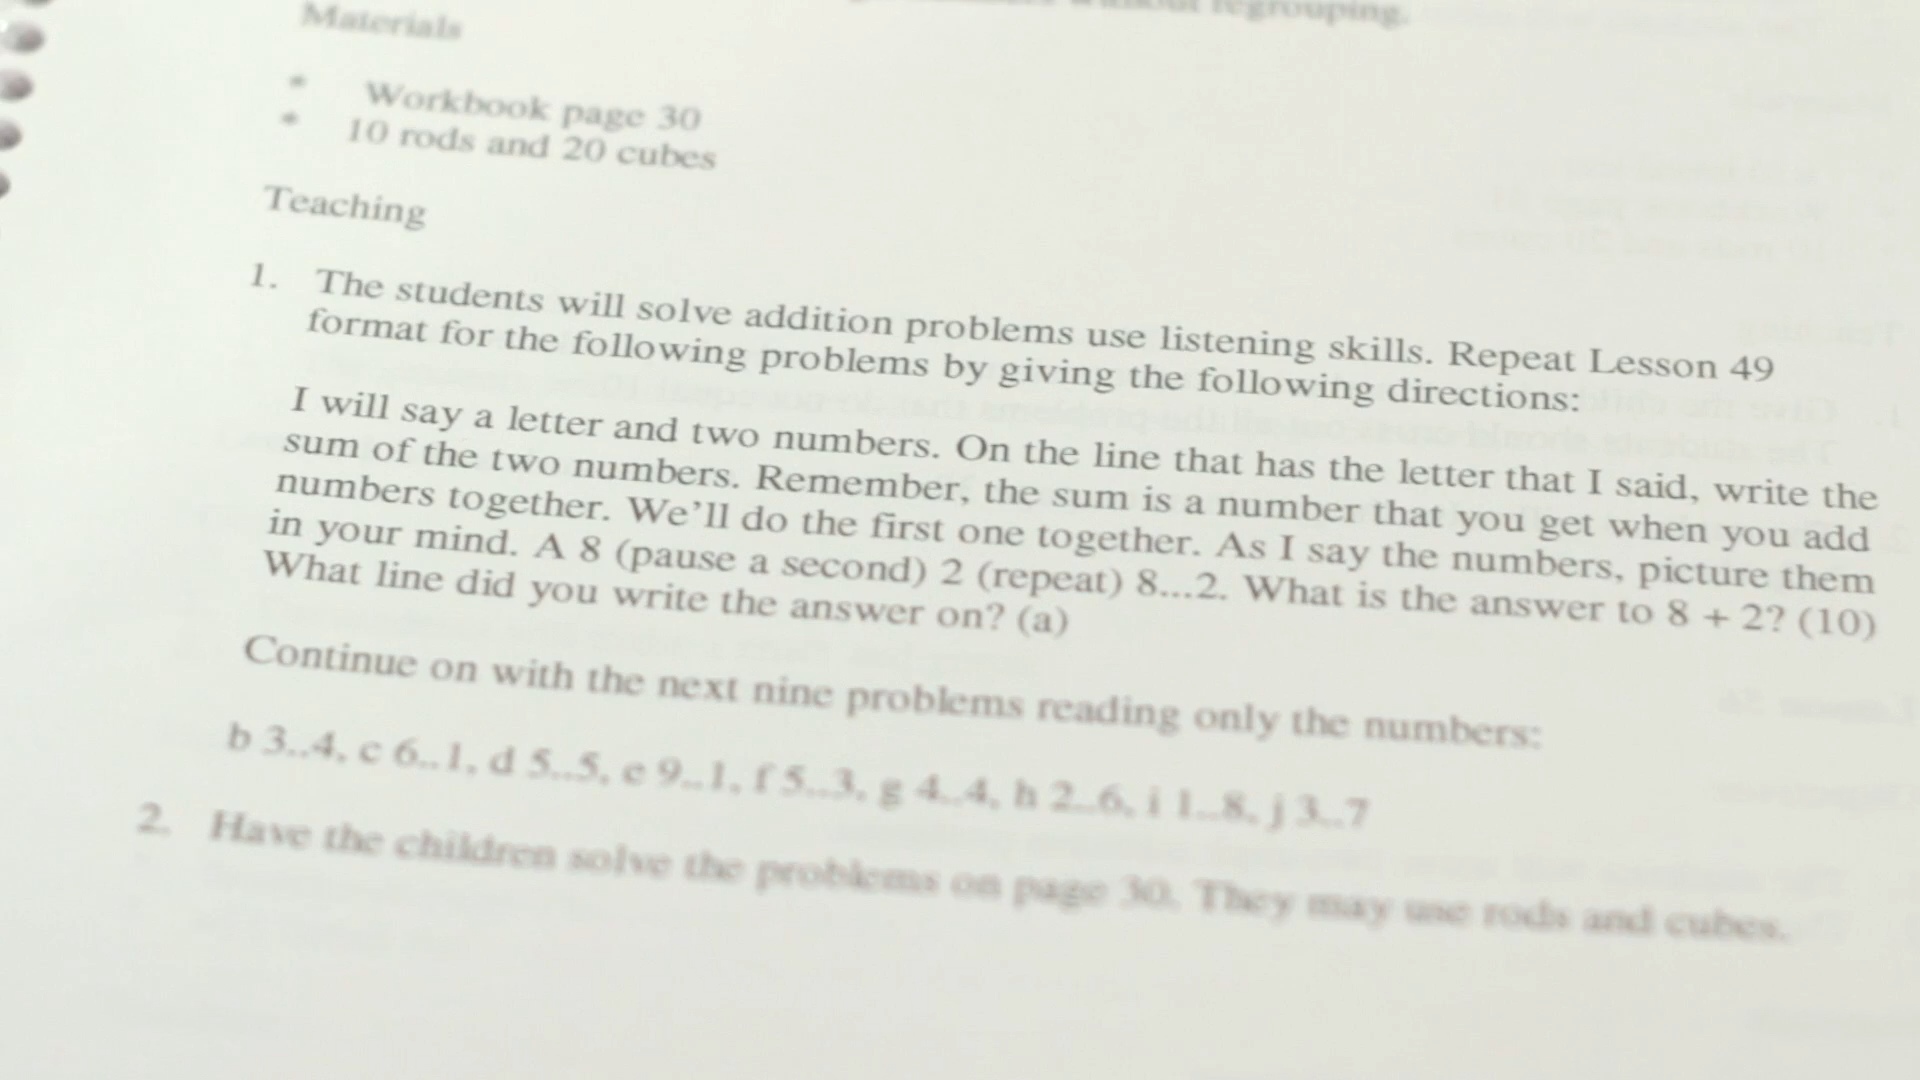 without regrouping.
Materials
* Workbook page 30
* 10 rods and 20 cubes
Teaching
1. The students will solve addition problems use listening skills. Repeat Lesson 49
format for the following problems by giving the following directions:
I will say a letter and two numbers. On the line that has the letter that I said, write the
sum of the two numbers. Remember, the sum is a number that you get when you add
numbers together. We'll do the first one together. As I say the numbers, picture them
in your mind. A 8 (pause a second) 2 (repeat) 8...2. What is the answer to 8 + 2? (10)
What line did you write the answer on? (a)
Continue on with the next nine problems reading only the numbers:
b 3..4, c 6..1, d 5..5, e 9..1, f 5..3, g 4..4, h 2..6, i 1..8, j 3..7
2. Have the children solve the problems on page 30. They may use rods and cubes.